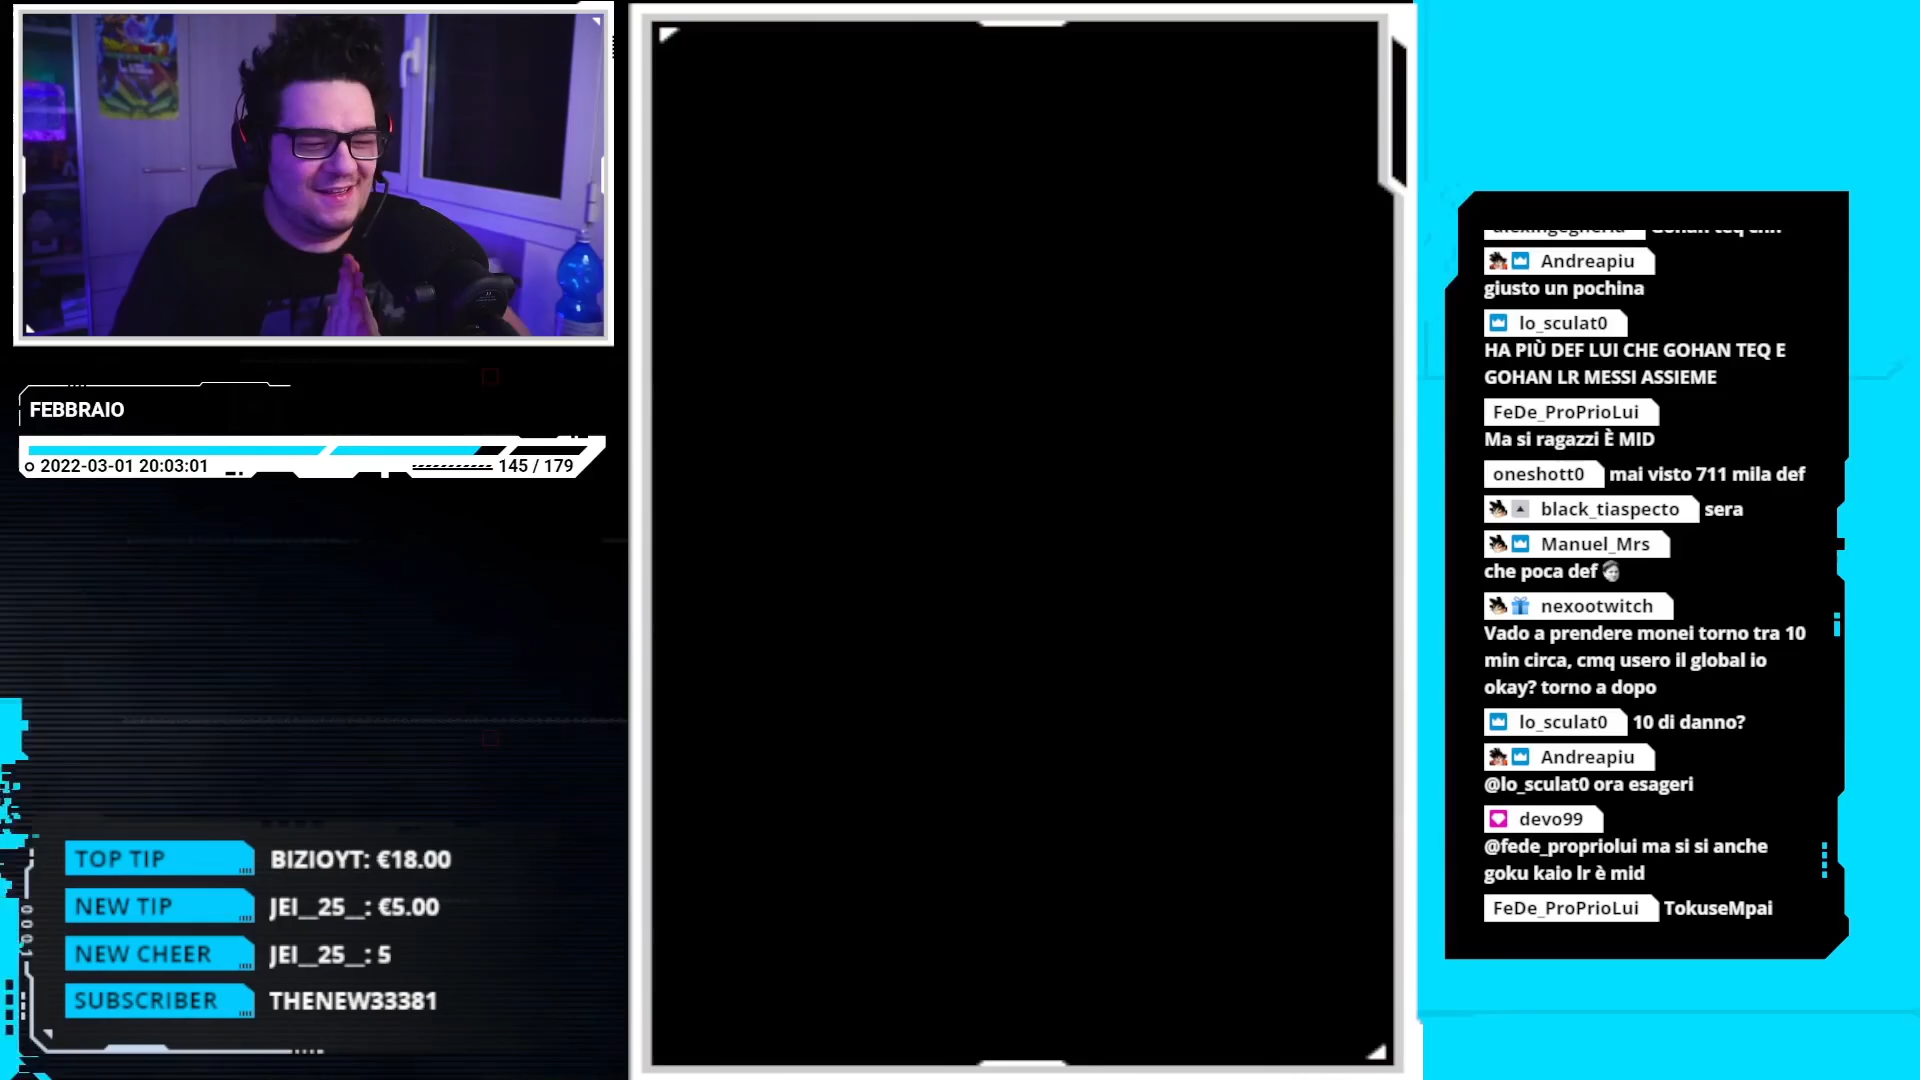 FEBBRAIO
2022-03-01 20:03:01
145 / 179
TOP TIP BIZIOYT: €18.00
NEW TIP JEI__25__: €5.00
NEW CHEER JEI__25__: 5
SUBSCRIBER THENEW33381
Andreapiu
giusto un pochina
lo_sculat0
HA PIÙ DEF LUI CHE GOHAN TEQ E
GOHAN LR MESSI ASSIEME
FeDe_ProPrioLui
Ma si ragazzi È MID
oneshott0 mai visto 711 mila def
black_tiaspecto sera
Manuel_Mrs
che poca def
nexootwitch
Vado a prendere monei torno tra 10
min circa, cmq usero il global io
okay? torno a dopo
lo_sculat0 10 di danno?
Andreapiu
@lo_sculat0 ora esageri
devo99
@fede_propriolui ma si si anche
goku kaio lr è mid
FeDe_ProPrioLui TokuseMpai